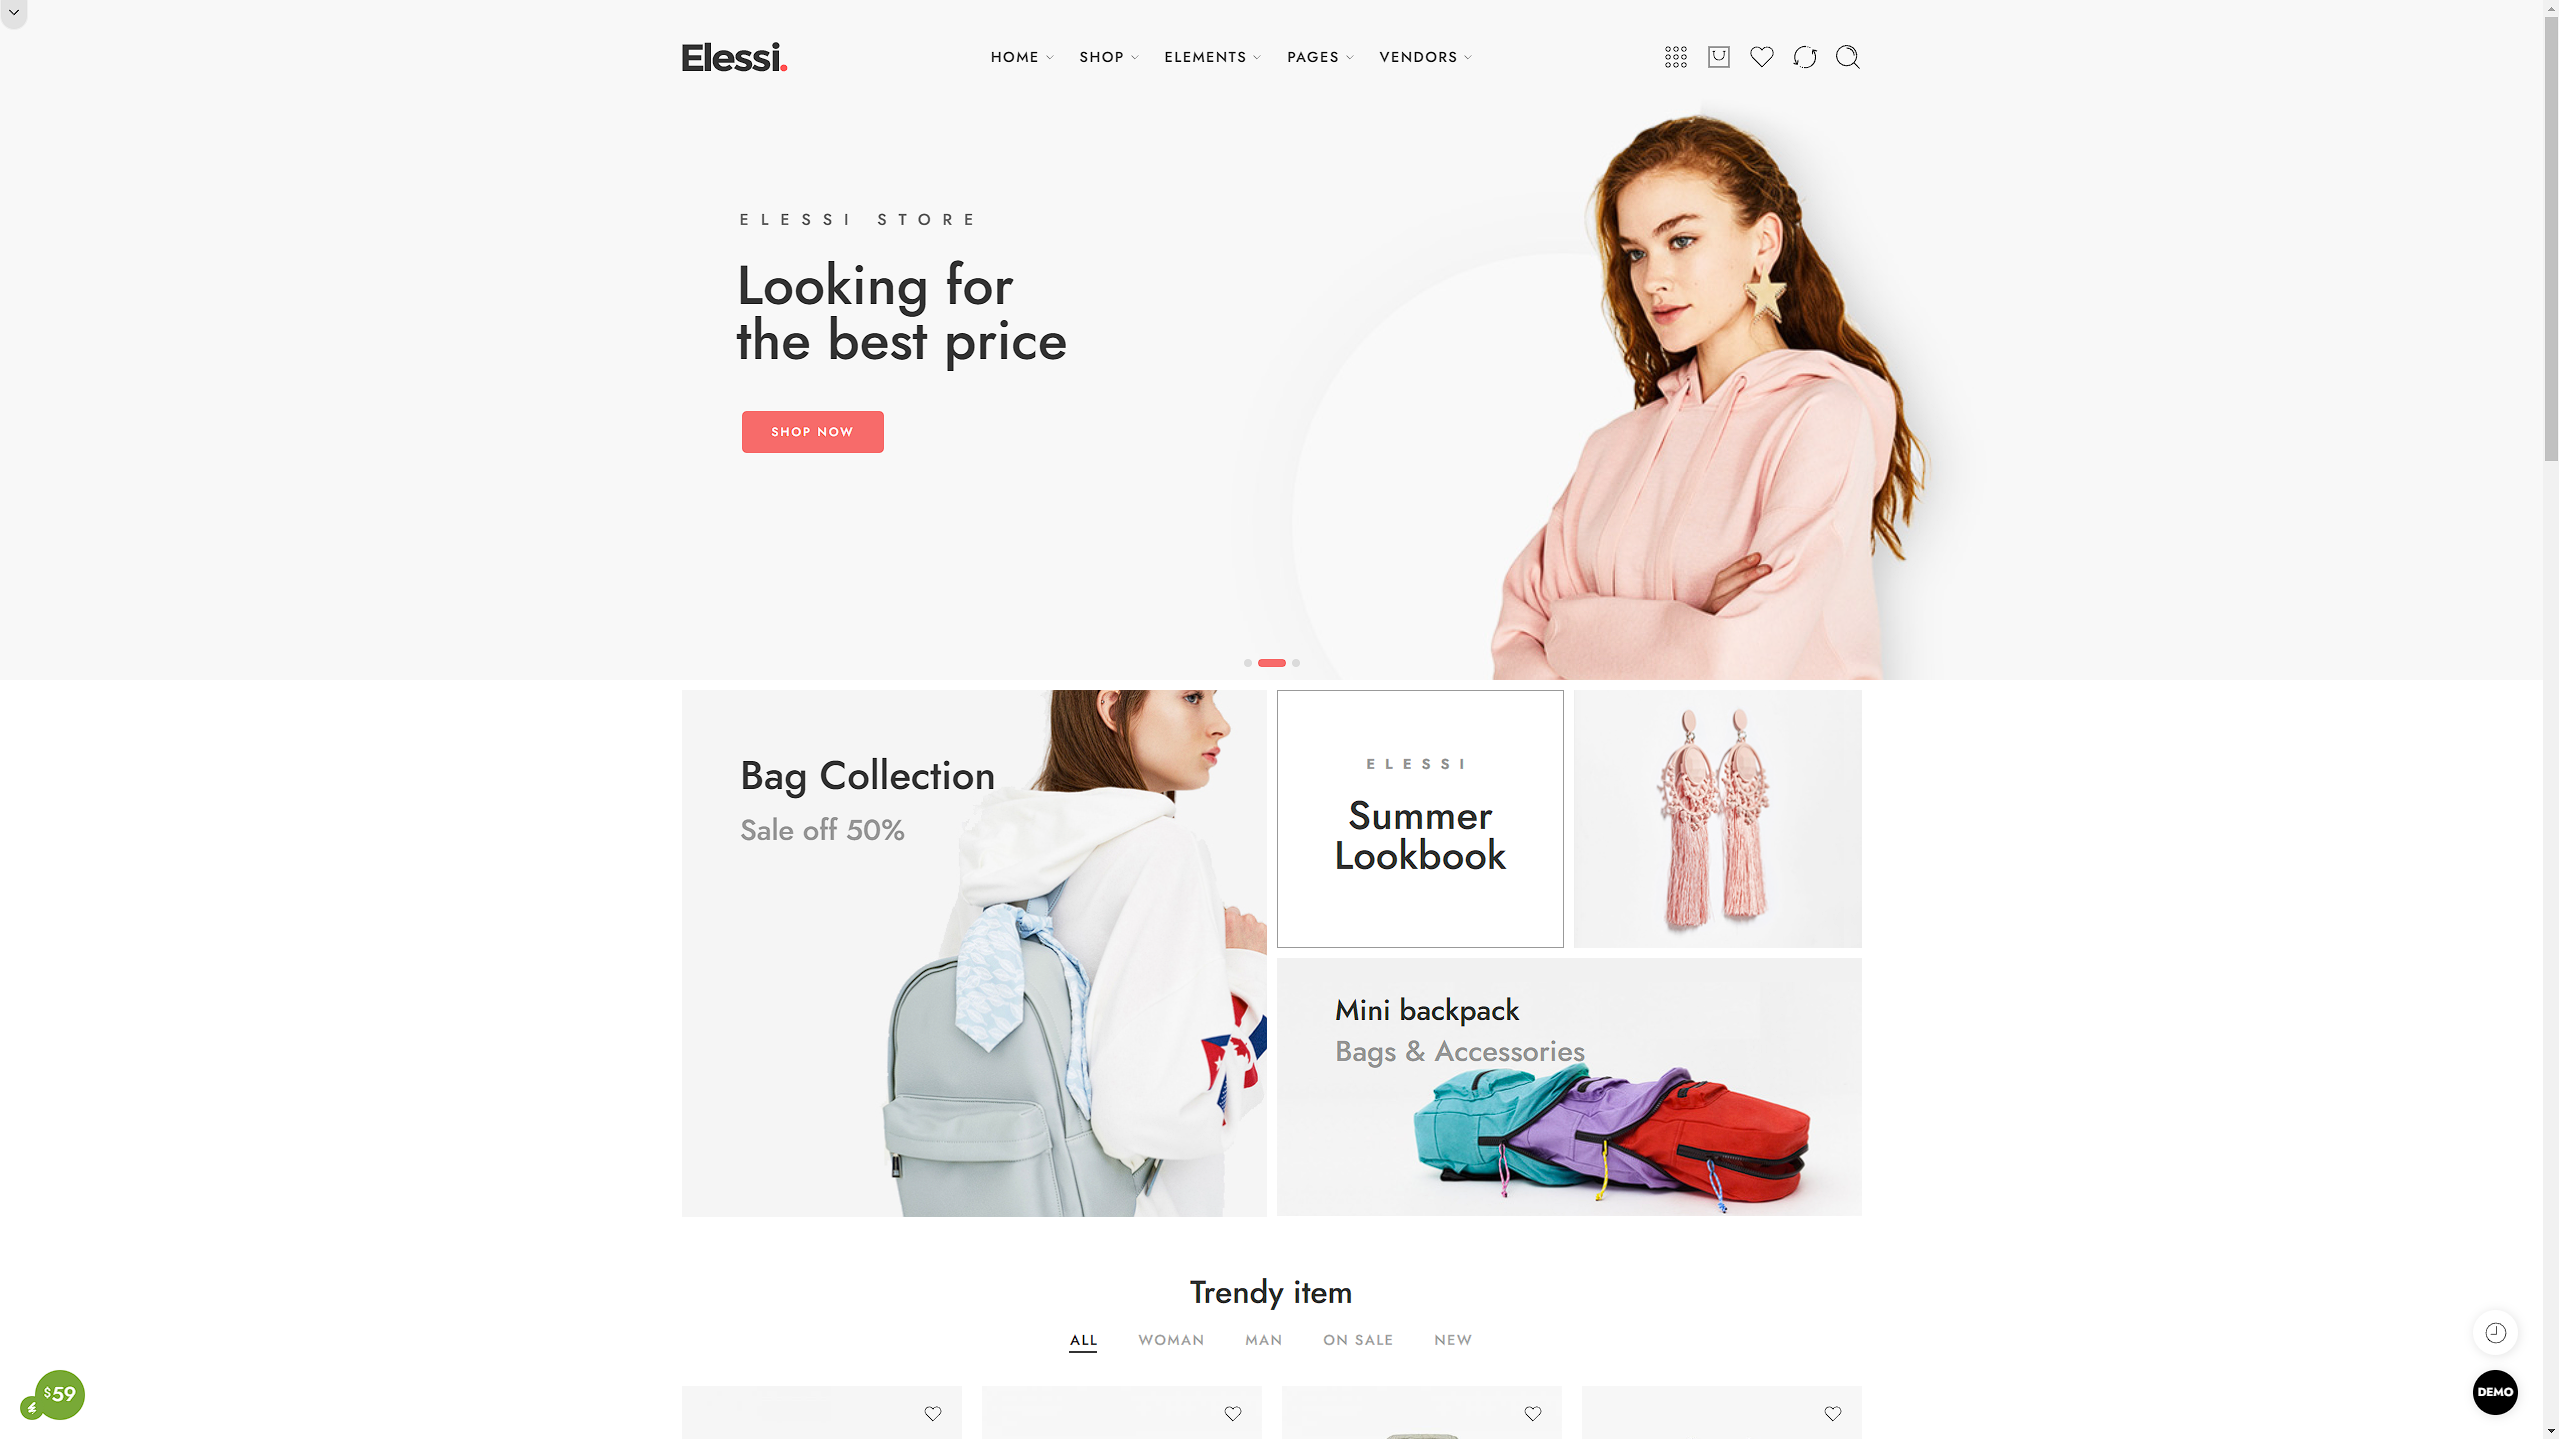 Elessi.
HOME SHOP ELEMENTS PAGES VENDORS
ELESSI STORE
Looking for
the best price
SHOP NOW
Bag Collection
Sale off 50%
ELESSI
Summer
Lookbook
Mini backpack
Bags & Accessories
Trendy item
ALL WOMAN MAN ON SALE NEW
$59
DEMO